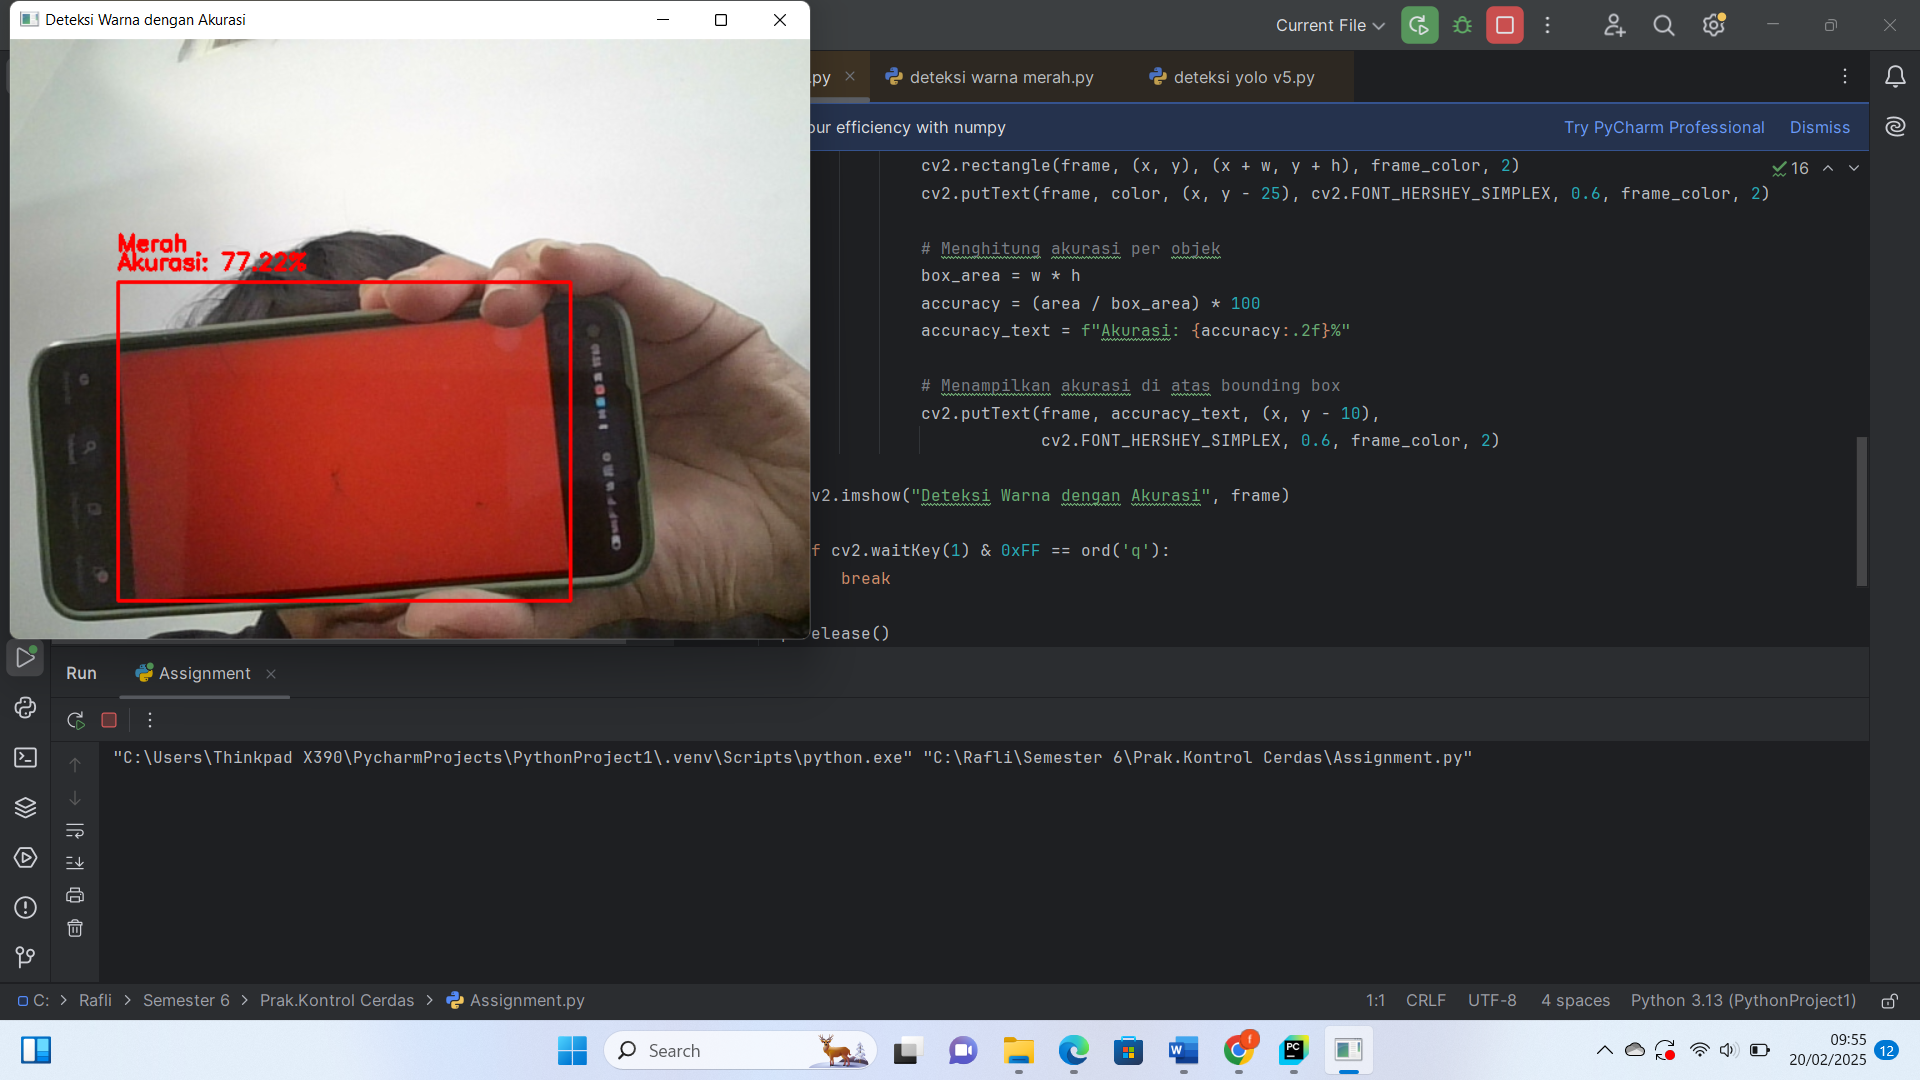 Deteksi Warna dengan Akurasi
Current File
.py
deteksi warna merah.py
deteksi yolo v5.py
our efficiency with numpy
Try PyCharm Professional
Dismiss
16
cv2.rectangle(frame, (x, y), (x + w, y + h), frame_color, 2)
cv2.putText(frame, color, (x, y - 25), cv2.FONT_HERSHEY_SIMPLEX, 0.6, frame_color, 2)
# Menghitung akurasi per objek
box_area = w * h
accuracy = (area / box_area) * 100
accuracy_text = f"Akurasi: {accuracy:.2f}%"
# Menampilkan akurasi di atas bounding box
cv2.putText(frame, accuracy_text, (x, y - 10),
cv2.FONT_HERSHEY_SIMPLEX, 0.6, frame_color, 2)
v2.imshow("Deteksi Warna dengan Akurasi", frame)
f cv2.waitKey(1) & 0xFF == ord('q'):
break
elease()
Merah
Akurasi: 77.22%
Run
Assignment
"C:\Users\Thinkpad X390\PycharmProjects\PythonProject1\.venv\Scripts\python.exe" "C:\Rafli\Semester 6\Prak.Kontrol Cerdas\Assignment.py"
C: > Rafli > Semester 6 > Prak.Kontrol Cerdas > Assignment.py
1:1
CRLF
UTF-8
4 spaces
Python 3.13 (PythonProject1)
Search
W
f
PC
09:55
20/02/2025
12